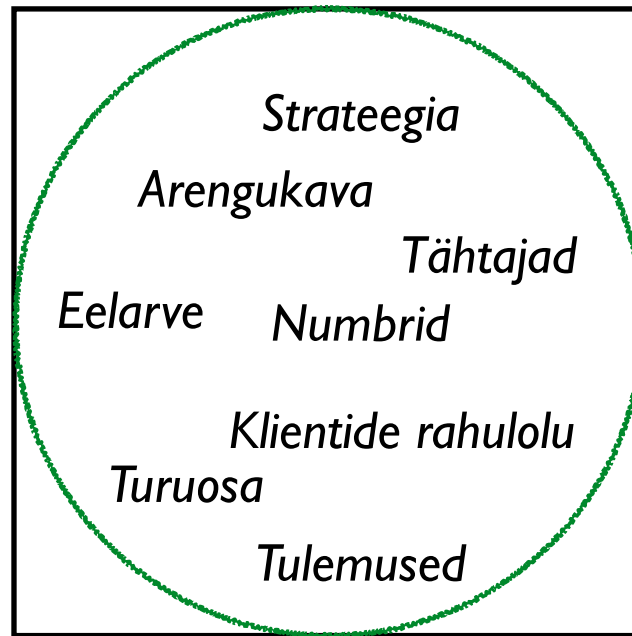 Strateegia
Arengukava
Tähtajad
Eelarve
Numbrid
Klientide rahulolu
Turuosa
Tulemused